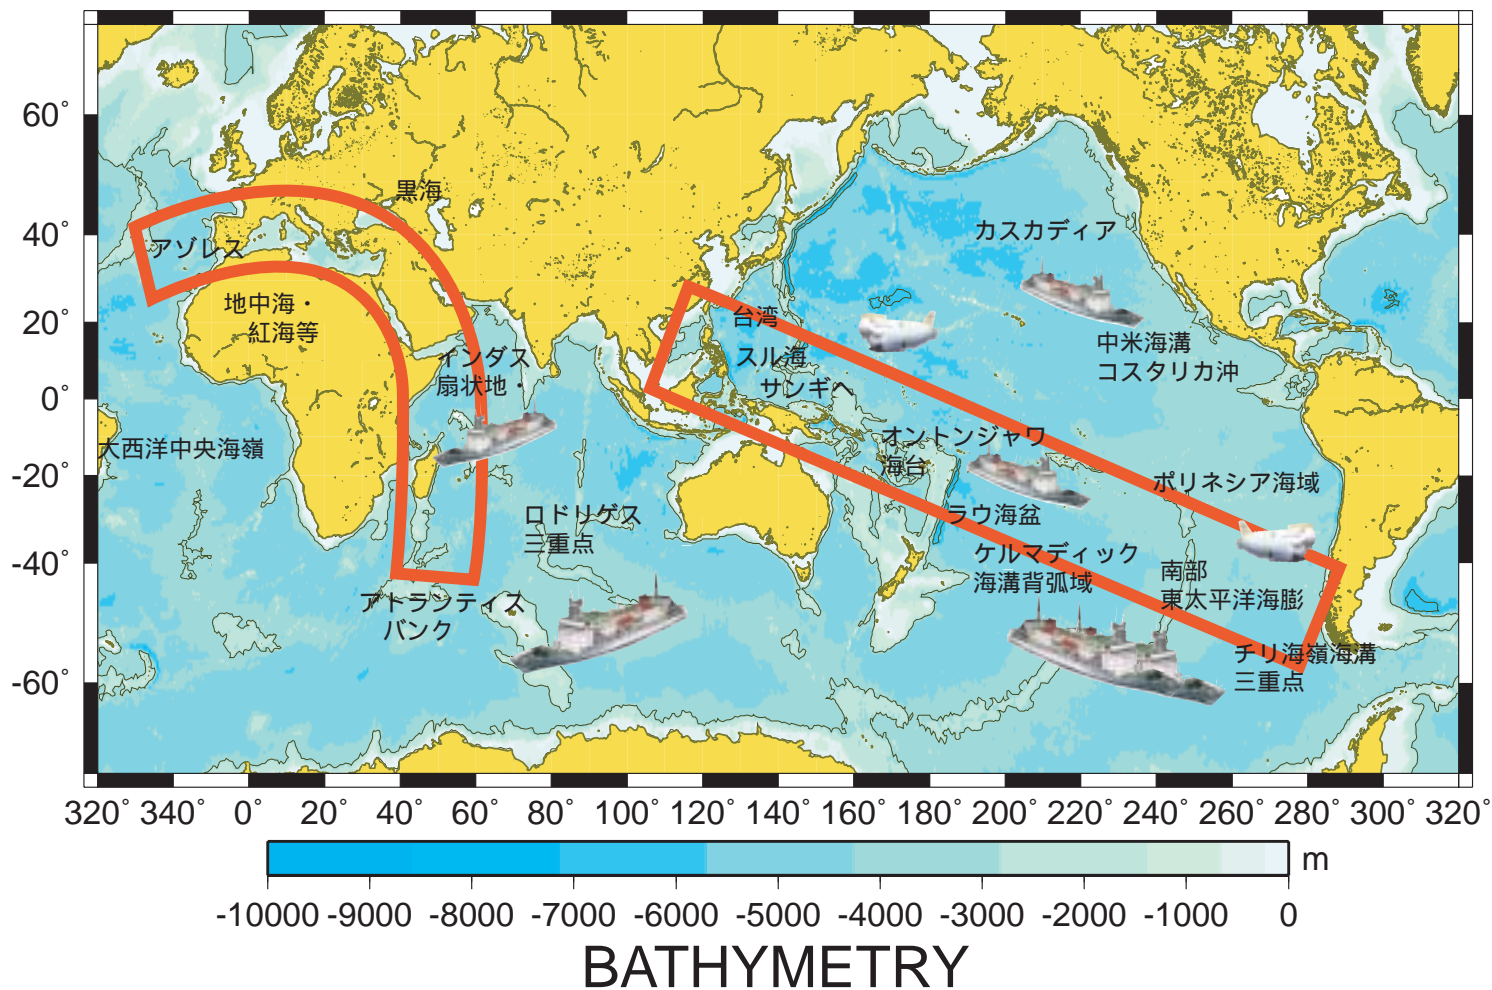 60°
40°
20°
0°
-20°
-40°
-60°
黒海
アゾレス
地中海・
紅海等
インダス
扇状地・
大西洋中央海嶺
ロドリゲス
三重点
アトランティス
バンク
台湾
スル海
サンギヘ
カスカディア
中米海溝
コスタリカ沖
オントンジャワ
海台
ラウ海盆
ポリネシア海域
ケルマディック
海溝背弧域
南部
東太平洋海膨
チリ海嶺海溝
三重点
320° 340° 0° 20° 40° 60° 80° 100° 120° 140° 160° 180° 200° 220° 240° 260° 280° 300° 320°
m
-10000 -9000 -8000 -7000 -6000 -5000 -4000 -3000 -2000 -1000 0
BATHYMETRY